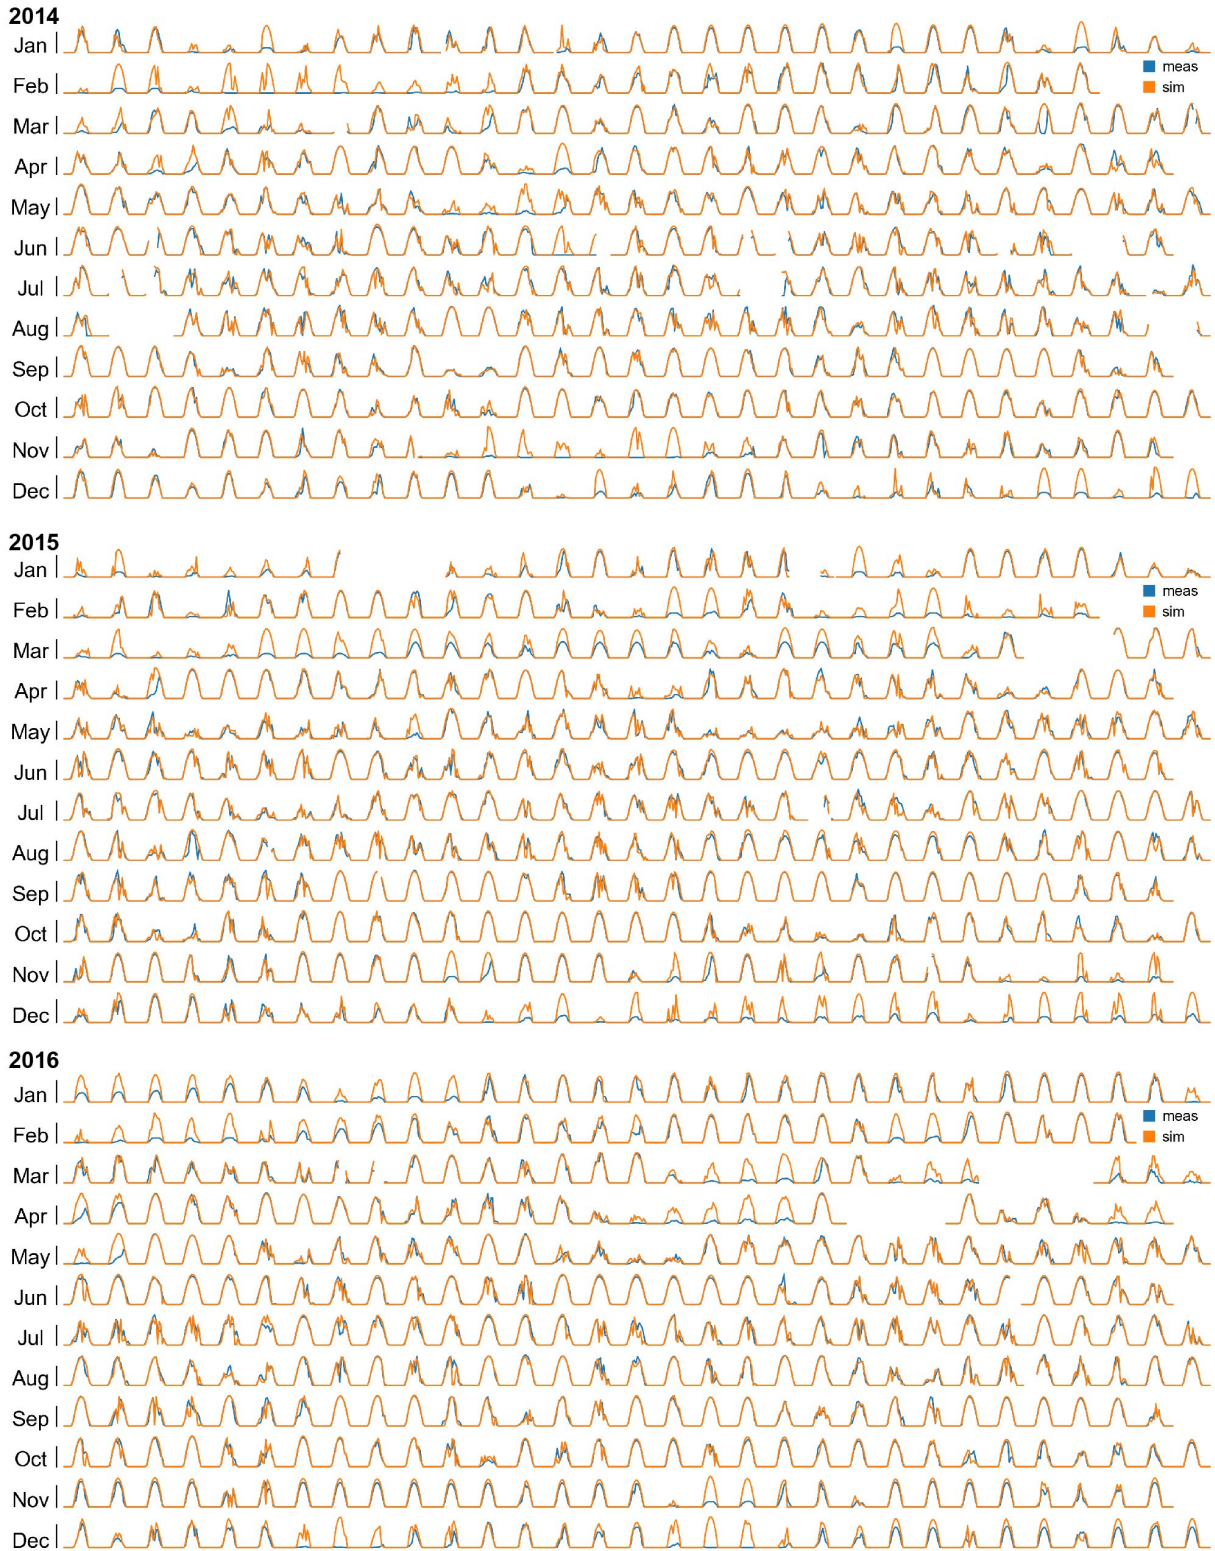 2014
Jan
meas
Feb
sim
Mar
Apr
May
Jun
Jul
Aug
Sep
Oct
Nov
Dec
2015
Jan
meas
Feb
sim
Mar
Apr
May
Jun
Jul
Aug
Sep
Oct
Nov
Dec
2016
Jan
meas
Feb
sim
Mar
Apr
May
Jun
Jul
Aug
Sep
Oct
Nov
Dec